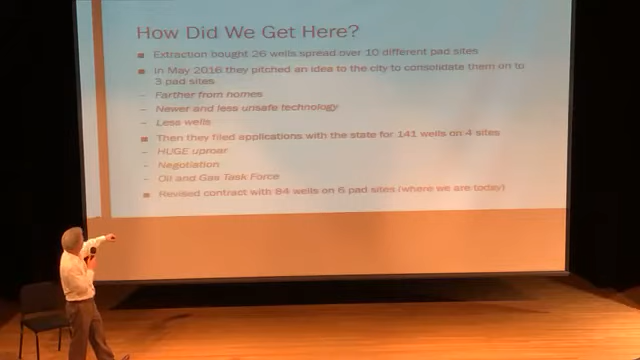 How Did We Get Here?
Extraction bought 26 wells spread over 10 different pad sites
In May 2016 they pitched an idea to the city to consolidate them on to
3 pad sites
– Farther from homes
– Newer and less unsafe technology
– Less wells
Then they filed applications with the state for 141 wells on 4 sites
– HUGE uproar
– Negotiation
– Oil and Gas Task Force
Revised contract with 84 wells on 6 pad sites (where we are today)